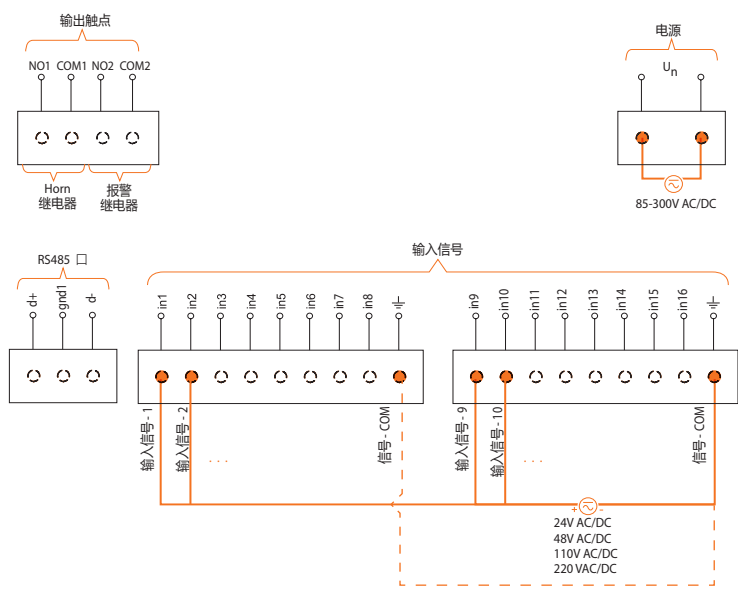 输出触点
NO1 COM1 NO2 COM2
Horn
继电器
报警
继电器
电源
Un
85-300V AC/DC
RS485 口
d+ gnd1 d-
输入信号
in1 in2 in3 in4 in5 in6 in7 in8
in9 in10 in11 in12 in13 in14 in15 in16
输入信号 - 1
输入信号 - 2
. . .
信号 - COM
输入信号 - 9
输入信号 - 10
. . .
信号 - COM
+ -
24V AC/DC
48V AC/DC
110V AC/DC
220 VAC/DC